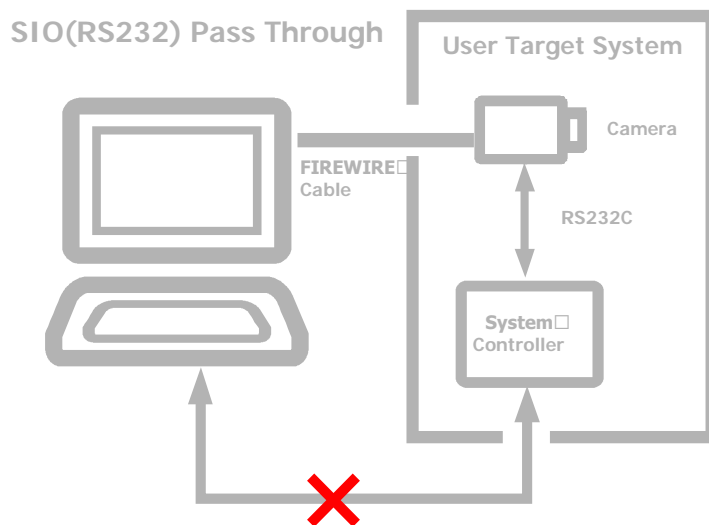 SIO(RS232) Pass Through
User Target System
Camera
FIREWIRE□
Cable
RS232C
System□
Controller